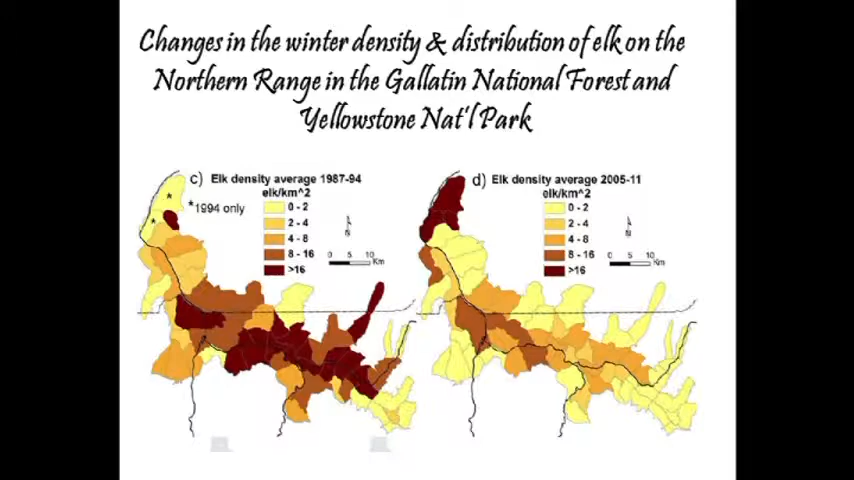 Changes in the winter density & distribution of elk on the
Northern Range in the Gallatin National Forest and
Yellowstone Nat'l Park
c) Elk density average 1987-94
elk/km^2
*1994 only
* *
0 - 2
2 - 4
4 - 8
8 - 16
>16
N
0 5 10
Km
d) Elk density average 2005-11
elk/km^2
0 - 2
2 - 4
4 - 8
8 - 16
>16
N
0 5 10
Km